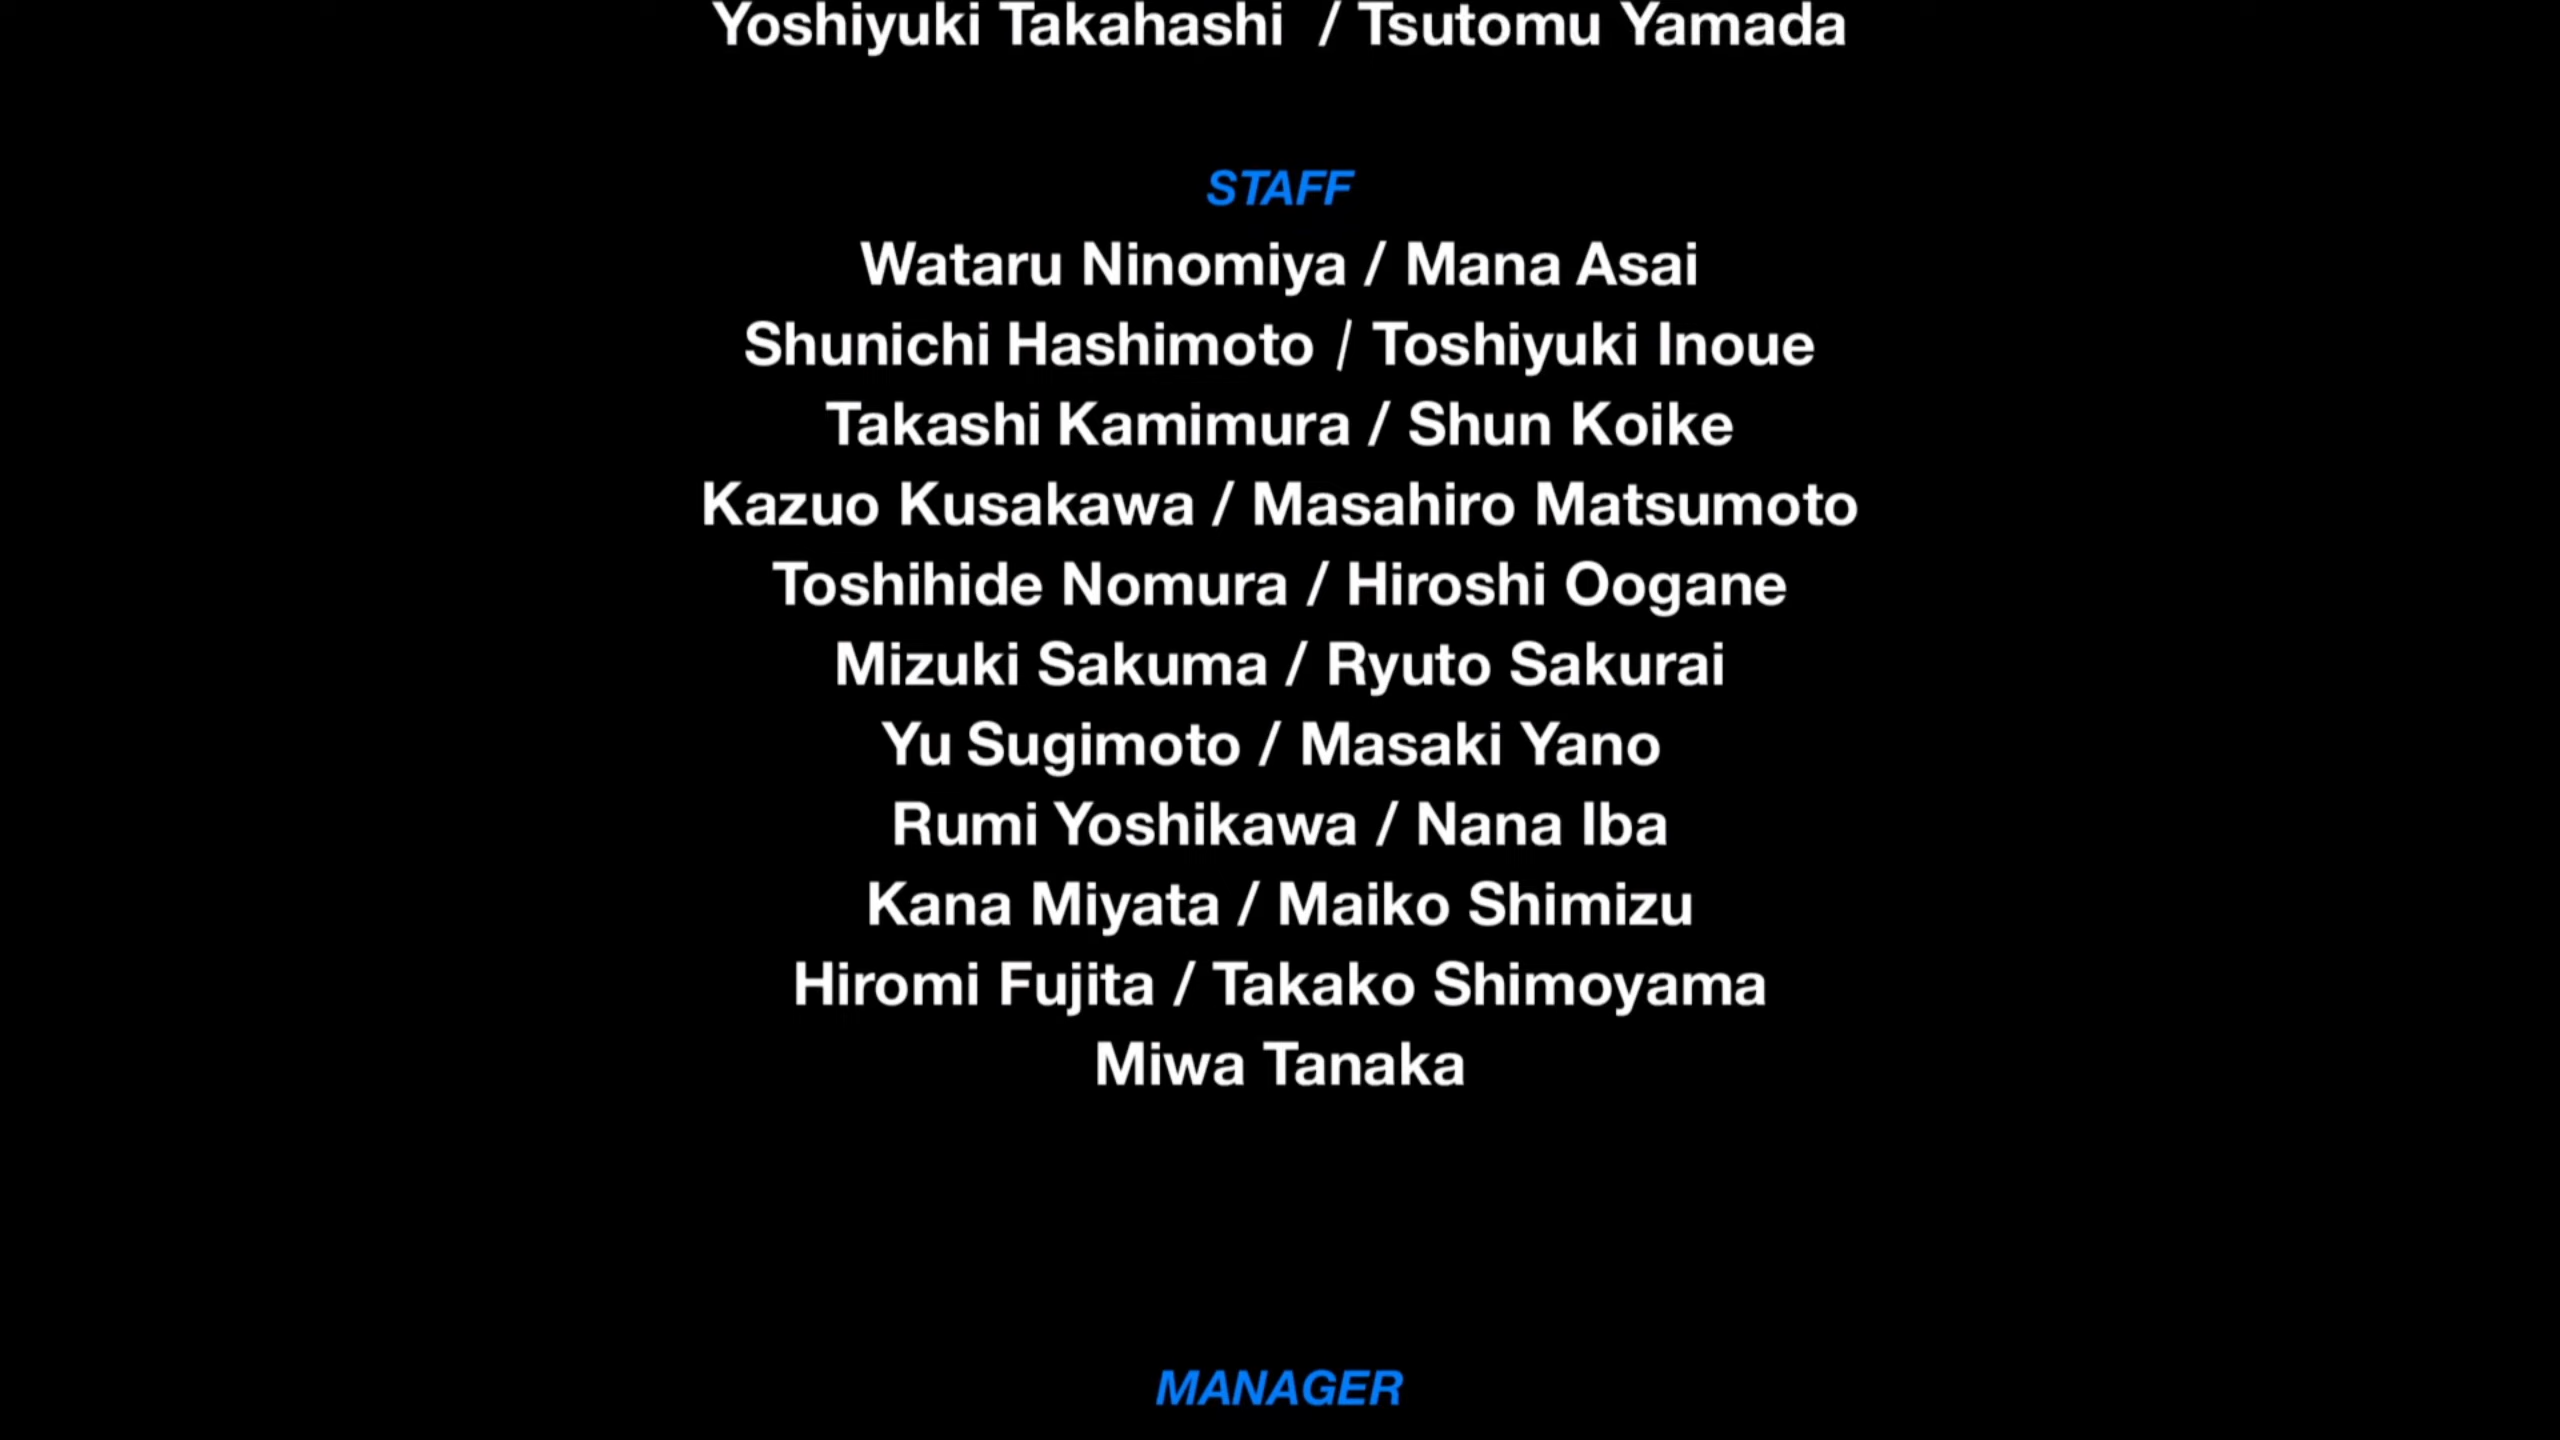 Yoshiyuki Takahashi / Tsutomu Yamada
STAFF
Wataru Ninomiya / Mana Asai
Shunichi Hashimoto / Toshiyuki Inoue
Takashi Kamimura / Shun Koike
Kazuo Kusakawa / Masahiro Matsumoto
Toshihide Nomura / Hiroshi Oogane
Mizuki Sakuma / Ryuto Sakurai
Yu Sugimoto / Masaki Yano
Rumi Yoshikawa / Nana Iba
Kana Miyata / Maiko Shimizu
Hiromi Fujita / Takako Shimoyama
Miwa Tanaka
MANAGER